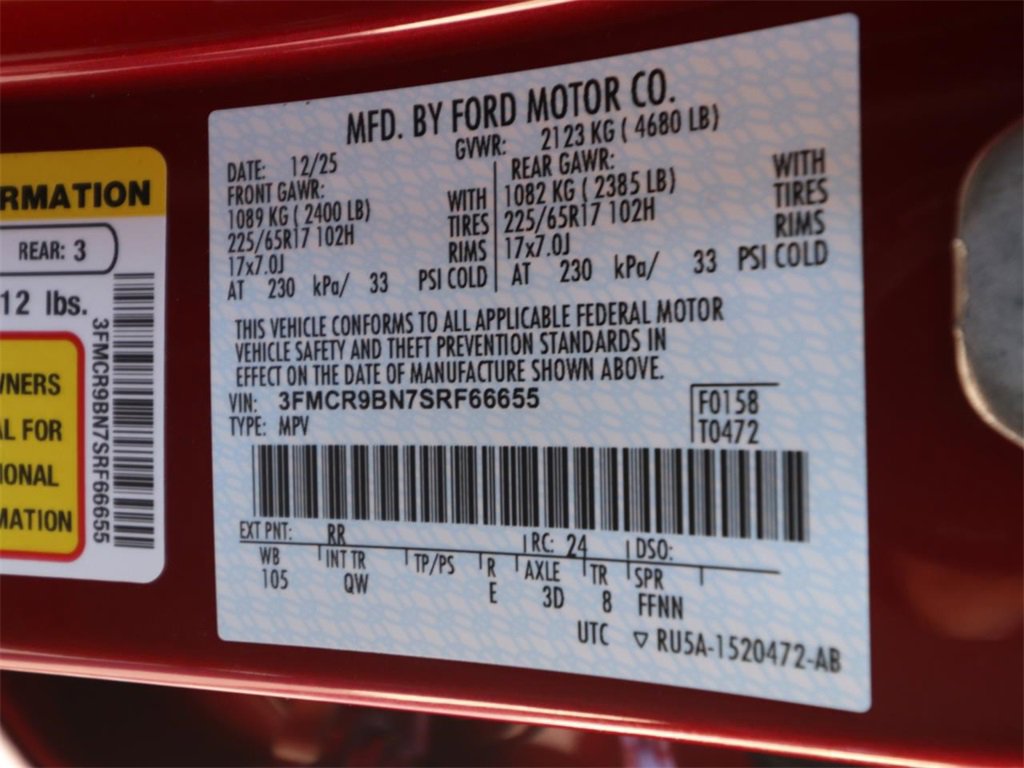 RMATION
REAR: 3
12 lbs.
WNERS
AL FOR
IONAL
MATION
3FMCR9BN7SRF66655
MFD. BY FORD MOTOR CO.
DATE: 12/25 GVWR: 2123 KG ( 4680 LB)
FRONT GAWR: REAR GAWR:
1089 KG ( 2400 LB) WITH 1082 KG ( 2385 LB) WITH
225/65R17 102H TIRES 225/65R17 102H TIRES
17x7.0J RIMS 17x7.0J RIMS
AT 230 kPa/ 33 PSI COLD AT 230 kPa/ 33 PSI COLD
THIS VEHICLE CONFORMS TO ALL APPLICABLE FEDERAL MOTOR
VEHICLE SAFETY AND THEFT PREVENTION STANDARDS IN
EFFECT ON THE DATE OF MANUFACTURE SHOWN ABOVE.
VIN: 3FMCR9BN7SRF66655 F0158
TYPE: MPV T0472
EXT PNT: RR RC: 24 DSO:
WB INT TR TP/PS R AXLE TR SPR
105 QW E 3D 8 FFNN
UTC ▽ RU5A-1520472-AB